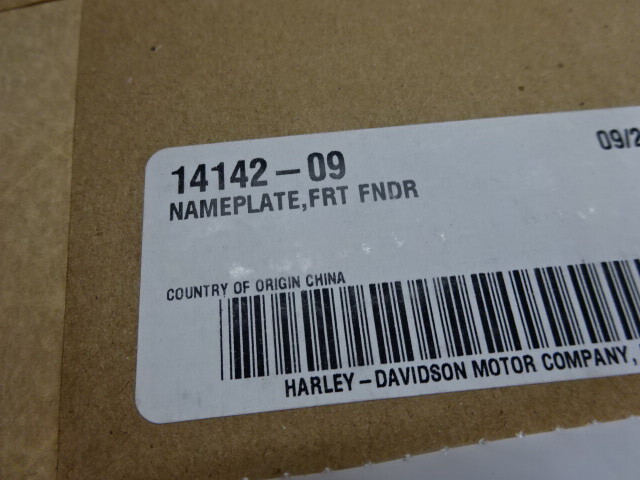 14142-09
09/2
NAMEPLATE,FRT FNDR
COUNTRY OF ORIGIN CHINA
HARLEY-DAVIDSON MOTOR COMPANY,